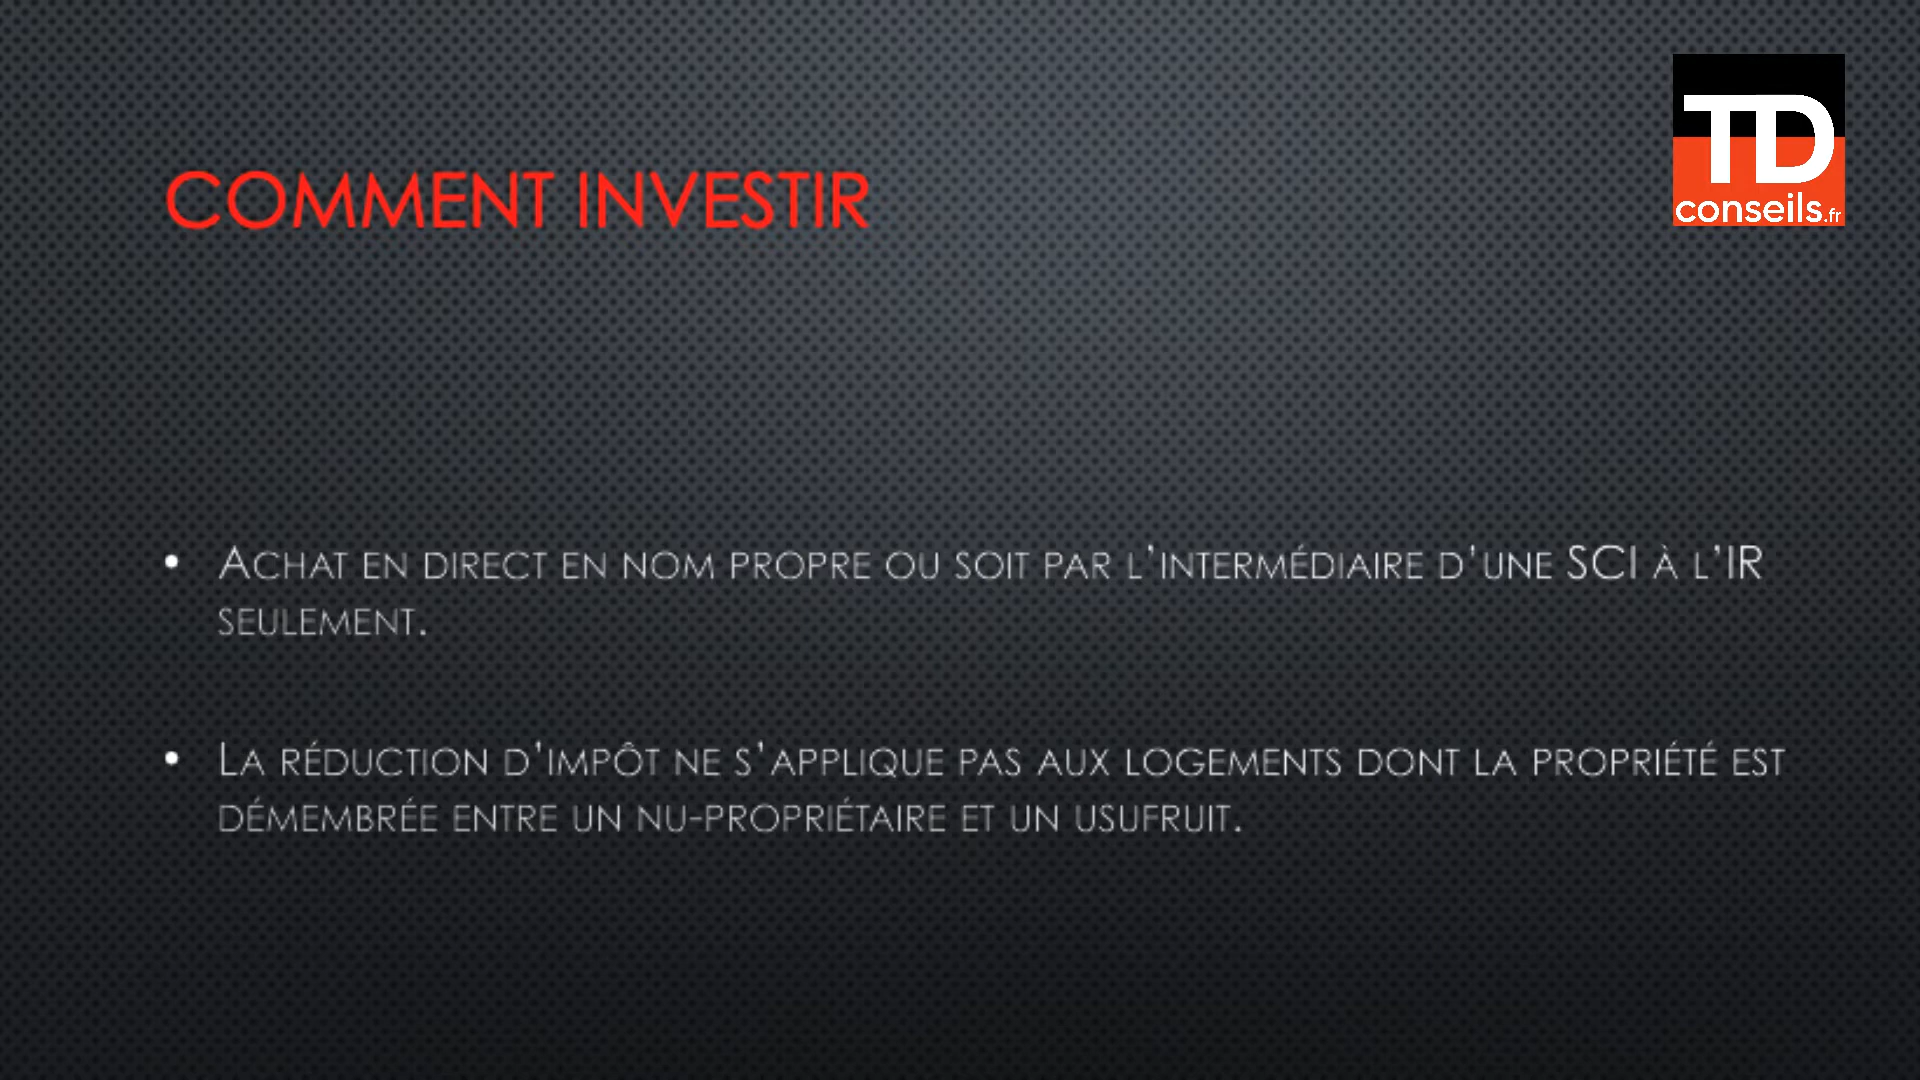 TD
conseils.fr
COMMENT INVESTIR
• ACHAT EN DIRECT EN NOM PROPRE OU SOIT PAR L'INTERMÉDIAIRE D'UNE SCI À L'IR
SEULEMENT.
• LA RÉDUCTION D'IMPÔT NE S'APPLIQUE PAS AUX LOGEMENTS DONT LA PROPRIÉTÉ EST
DÉMEMBRÉE ENTRE UN NU-PROPRIÉTAIRE ET UN USUFRUIT.